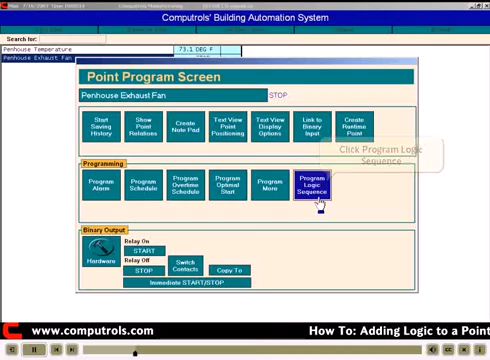 Computrols' Building Automation System
Search for:
Penhouse Temperature 73.1 DEG F
Penhouse Exhaust Fan
Point Program Screen
Penhouse Exhaust Fan STOP
Start Saving History
Show Point Relations
Create Note Pad
Text View Point Positioning
Text View Display Options
Link to Binary Input
Create Runtime Point
Click Program Logic Sequence
Programming
Program Alarm
Program Schedule
Program Overtime Schedule
Program Optimal Start
Program More
Program Logic Sequence
Binary Output
Hardware
Relay On
START
Relay Off
STOP
Switch Contacts
Copy To
Immediate START/STOP
www.computrols.com How To: Adding Logic to a Point